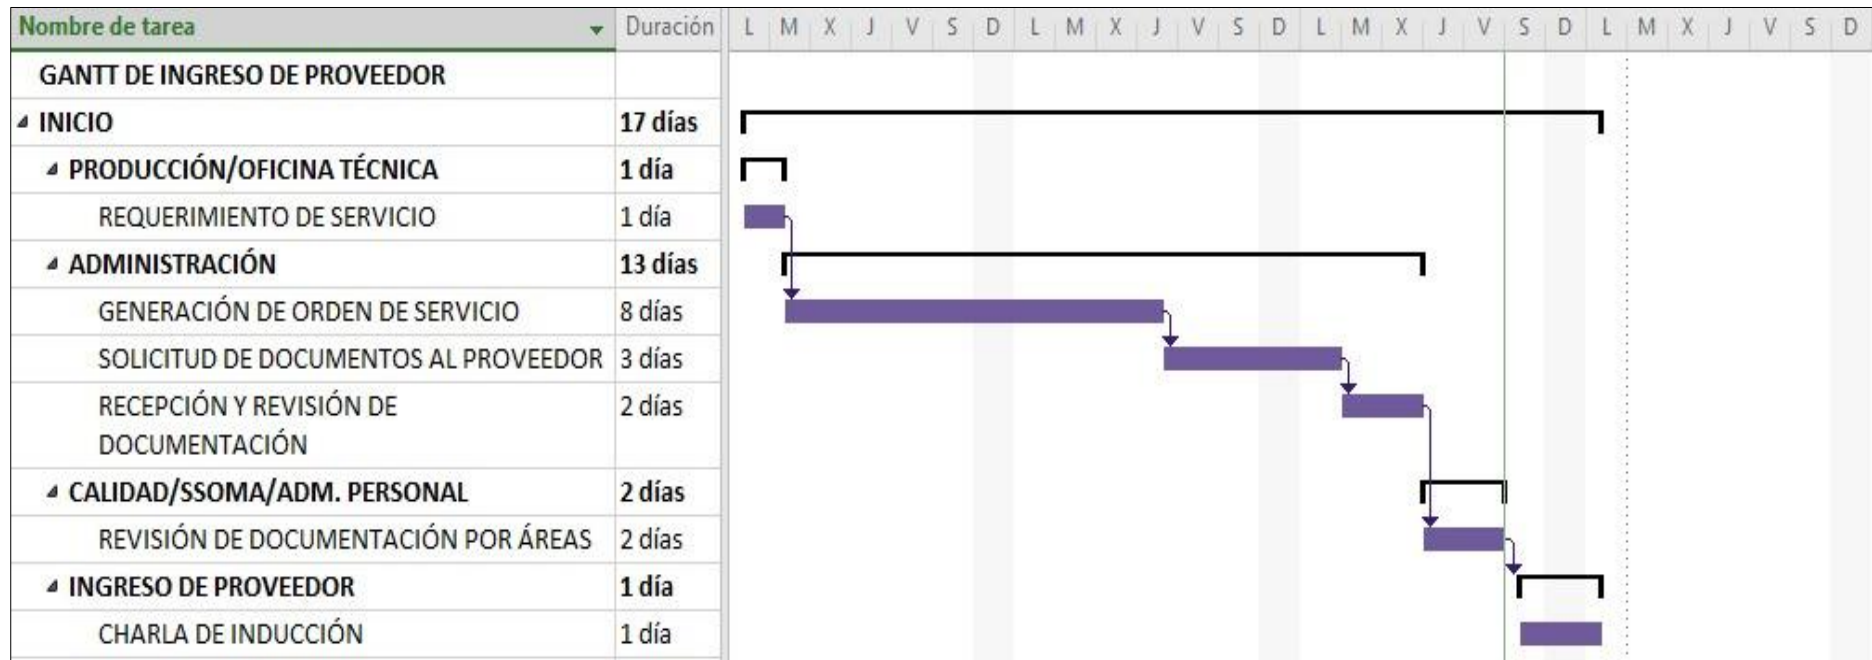 Nombre de tarea Duración L M X J V S D L M X J V S D L M X J V S D L M X J V S D
GANTT DE INGRESO DE PROVEEDOR
INICIO 17 días
PRODUCCIÓN/OFICINA TÉCNICA 1 día
REQUERIMIENTO DE SERVICIO 1 día
ADMINISTRACIÓN 13 días
GENERACIÓN DE ORDEN DE SERVICIO 8 días
SOLICITUD DE DOCUMENTOS AL PROVEEDOR 3 días
RECEPCIÓN Y REVISIÓN DE 2 días
DOCUMENTACIÓN
CALIDAD/SSOMA/ADM. PERSONAL 2 días
REVISIÓN DE DOCUMENTACIÓN POR ÁREAS 2 días
INGRESO DE PROVEEDOR 1 día
CHARLA DE INDUCCIÓN 1 día